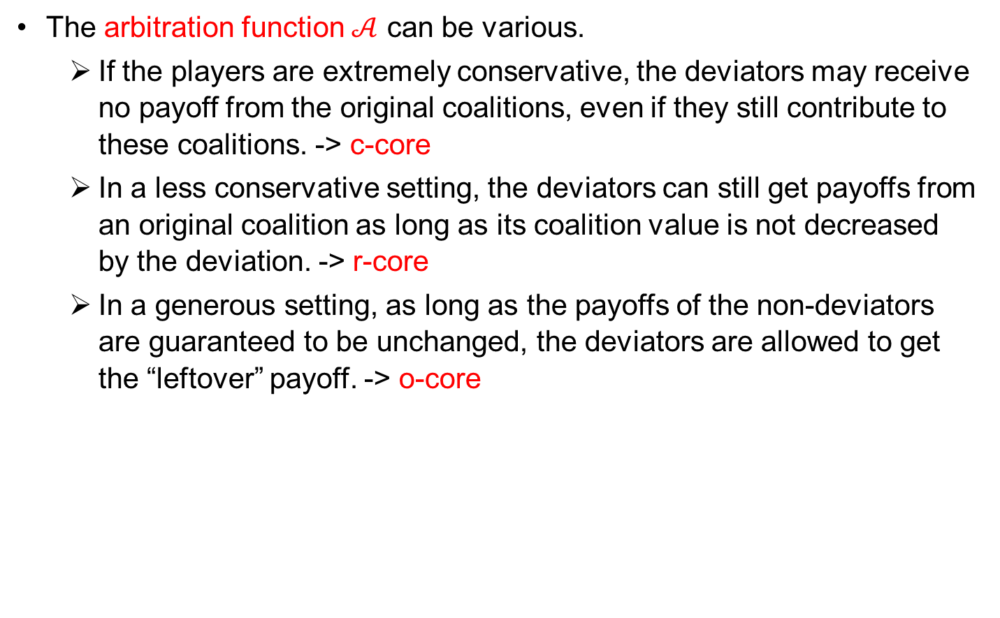 • The arbitration function 𝒜 can be various.
➢ If the players are extremely conservative, the deviators may receive
no payoff from the original coalitions, even if they still contribute to
these coalitions. -> c-core
➢ In a less conservative setting, the deviators can still get payoffs from
an original coalition as long as its coalition value is not decreased
by the deviation. -> r-core
➢ In a generous setting, as long as the payoffs of the non-deviators
are guaranteed to be unchanged, the deviators are allowed to get
the “leftover” payoff. -> o-core